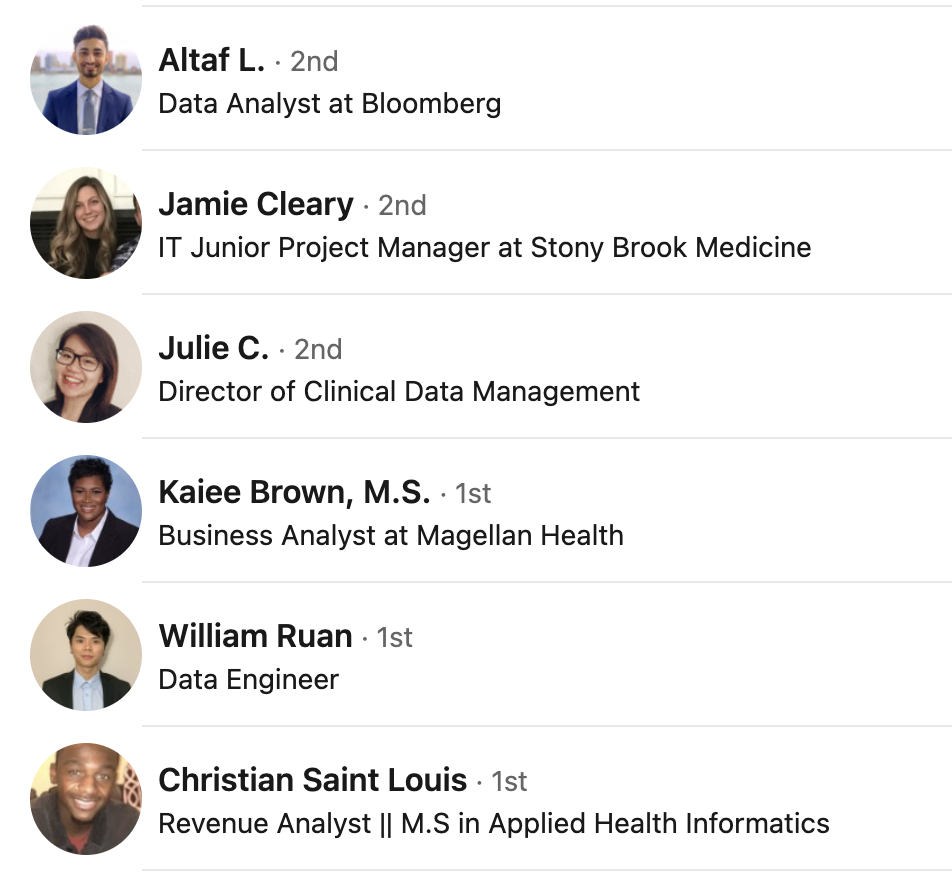 Altaf L. · 2nd
Data Analyst at Bloomberg
Jamie Cleary · 2nd
IT Junior Project Manager at Stony Brook Medicine
Julie C. · 2nd
Director of Clinical Data Management
Kaiee Brown, M.S. · 1st
Business Analyst at Magellan Health
William Ruan · 1st
Data Engineer
Christian Saint Louis · 1st
Revenue Analyst || M.S in Applied Health Informatics